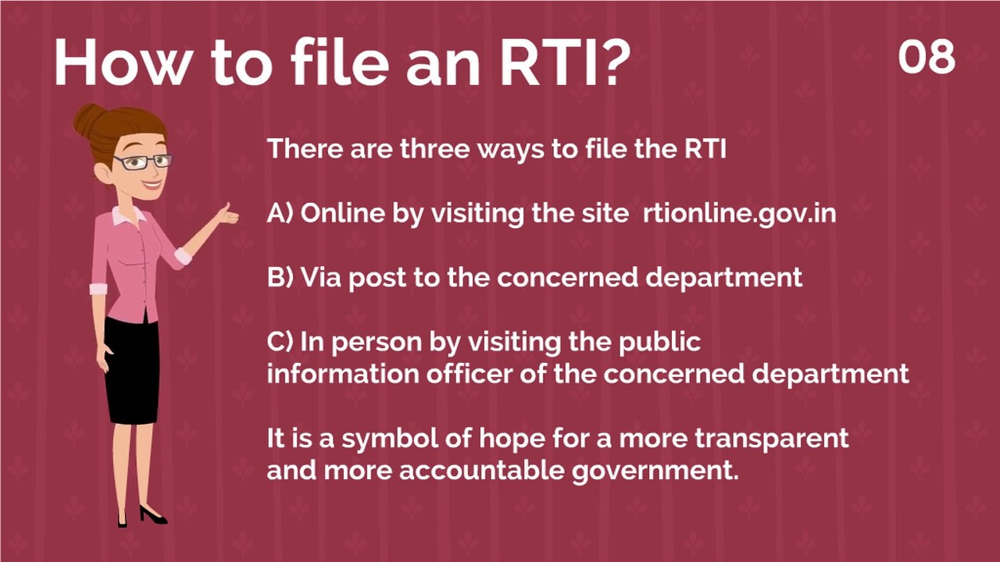 How to file an RTI?
08
There are three ways to file the RTI
A) Online by visiting the site  rtionline.gov.in
B) Via post to the concerned department
C) In person by visiting the public
information officer of the concerned department
It is a symbol of hope for a more transparent
and more accountable government.